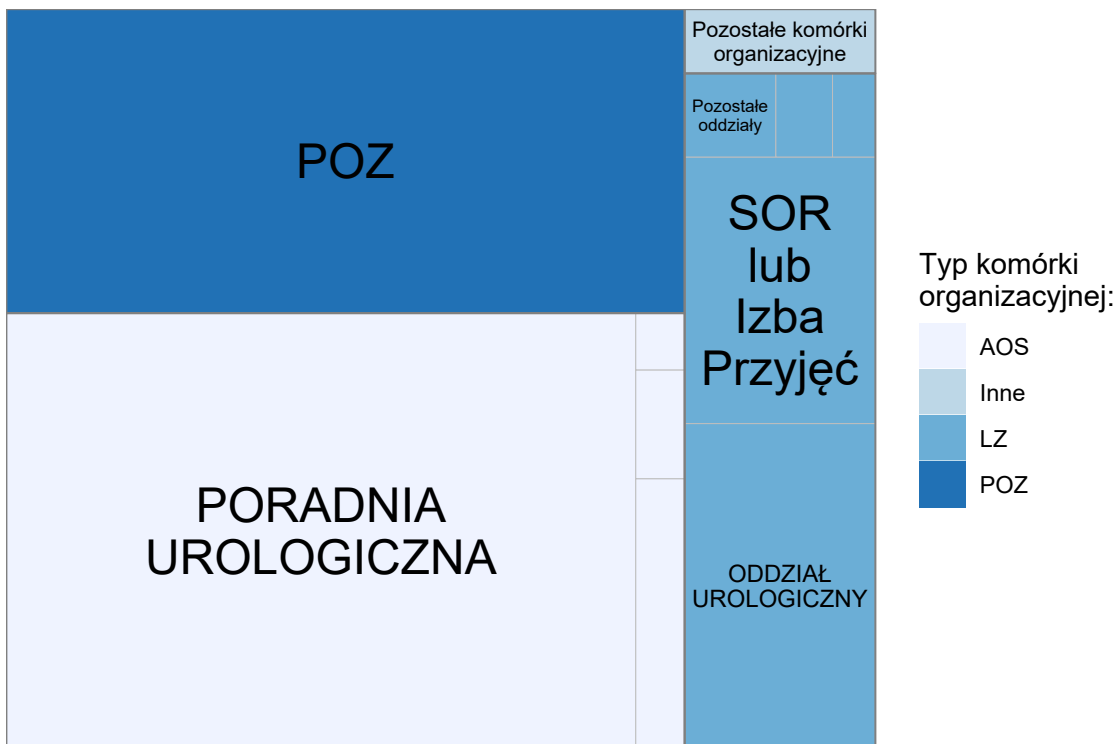 POZ
PORADNIA
UROLOGICZNA
Pozostałe komórki
organizacyjne
Pozostałe
oddziały
SOR
lub
Izba
Przyjęć
ODDZIAŁ
UROLOGICZNY
Typ komórki
organizacyjnej:
AOS
Inne
LZ
POZ